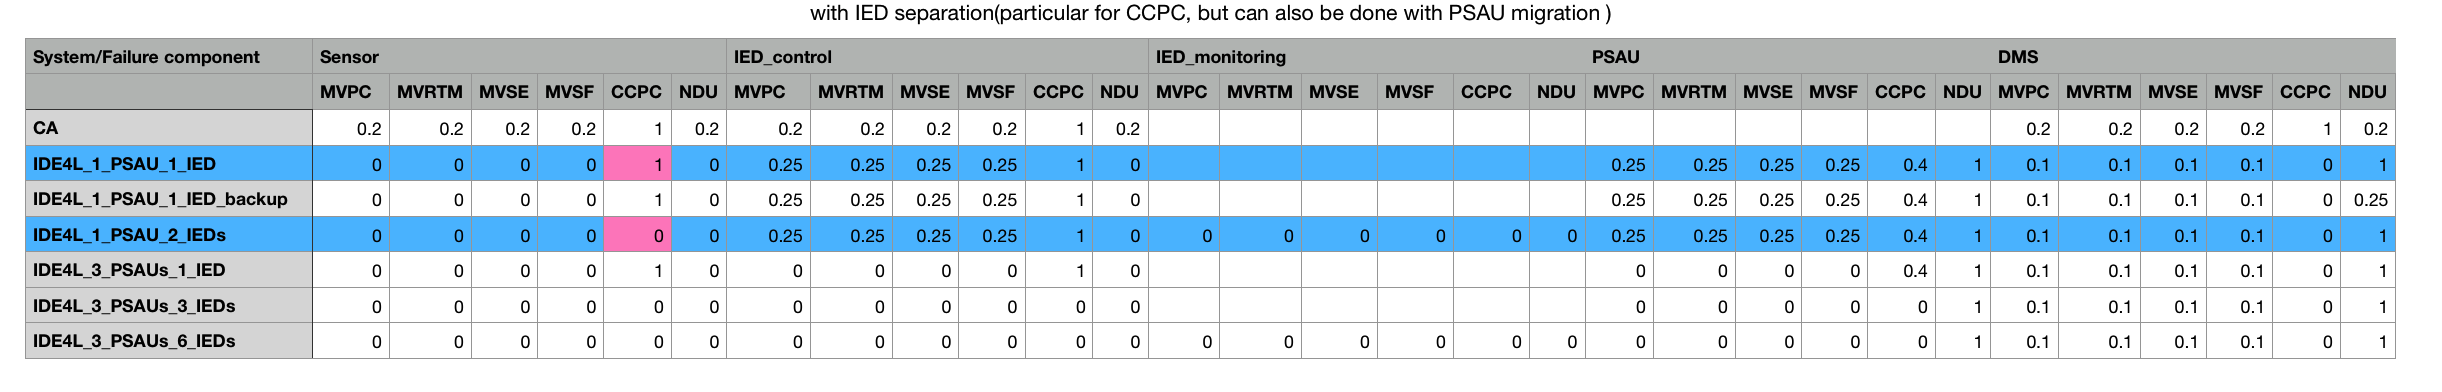 with IED separation(particular for CCPC, but can also be done with PSAU migration )
System/Failure component Sensor IED_control IED_monitoring PSAU DMS
MVPC MVRTM MVSE MVSF CCPC NDU MVPC MVRTM MVSE MVSF CCPC NDU MVPC MVRTM MVSE MVSF CCPC NDU MVPC MVRTM MVSE MVSF CCPC NDU MVPC MVRTM MVSE MVSF CCPC NDU
CA 0.2 0.2 0.2 0.2 1 0.2 0.2 0.2 0.2 0.2 1 0.2 0.2 0.2 0.2 0.2 1 0.2
IDE4L_1_PSAU_1_IED 0 0 0 0 1 0 0.25 0.25 0.25 0.25 1 0 0.25 0.25 0.25 0.25 0.4 1 0.1 0.1 0.1 0.1 0 1
IDE4L_1_PSAU_1_IED_backup 0 0 0 0 1 0 0.25 0.25 0.25 0.25 1 0 0.25 0.25 0.25 0.25 0.4 1 0.1 0.1 0.1 0.1 0 0.25
IDE4L_1_PSAU_2_IEDs 0 0 0 0 0 0 0.25 0.25 0.25 0.25 1 0 0 0 0 0 0 0 0.25 0.25 0.25 0.25 0.4 1 0.1 0.1 0.1 0.1 0 1
IDE4L_3_PSAUs_1_IED 0 0 0 0 1 0 0 0 0 0 1 0 0 0 0 0 0.4 1 0.1 0.1 0.1 0.1 0 1
IDE4L_3_PSAUs_3_IEDs 0 0 0 0 0 0 0 0 0 0 0 0 0 0 0 0 0 1 0.1 0.1 0.1 0.1 0 1
IDE4L_3_PSAUs_6_IEDs 0 0 0 0 0 0 0 0 0 0 0 0 0 0 0 0 0 0 0 0 0 0 0 1 0.1 0.1 0.1 0.1 0 1